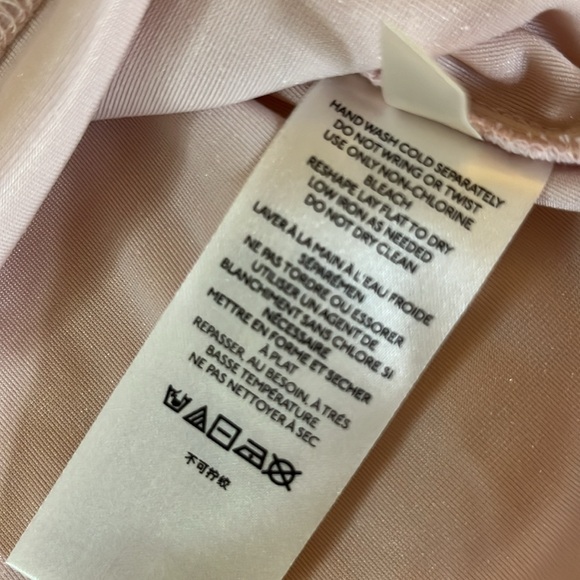 HAND WASH COLD SEPARATELY
DO NOT WRING OR TWIST
USE ONLY NON-CHLORINE
BLEACH
RESHAPE LAY FLAT TO DRY
LOW IRON AS NEEDED
DO NOT DRY CLEAN
LAVER À LA MAIN À L'EAU FROIDE
SÉPARÉMEN
NE PAS TORDRE OU ESSORER
UTILISER UN AGENT DE
BLANCHIMENT SANS CHLORE SI
NÉCESSAIRE
METTRE EN FORME ET SECHER
À PLAT
REPASSER, AU BESOIN, À TRÉS
BASSE TEMPÉRATURE
NE PAS NETTOYER À SEC
不可拧绞